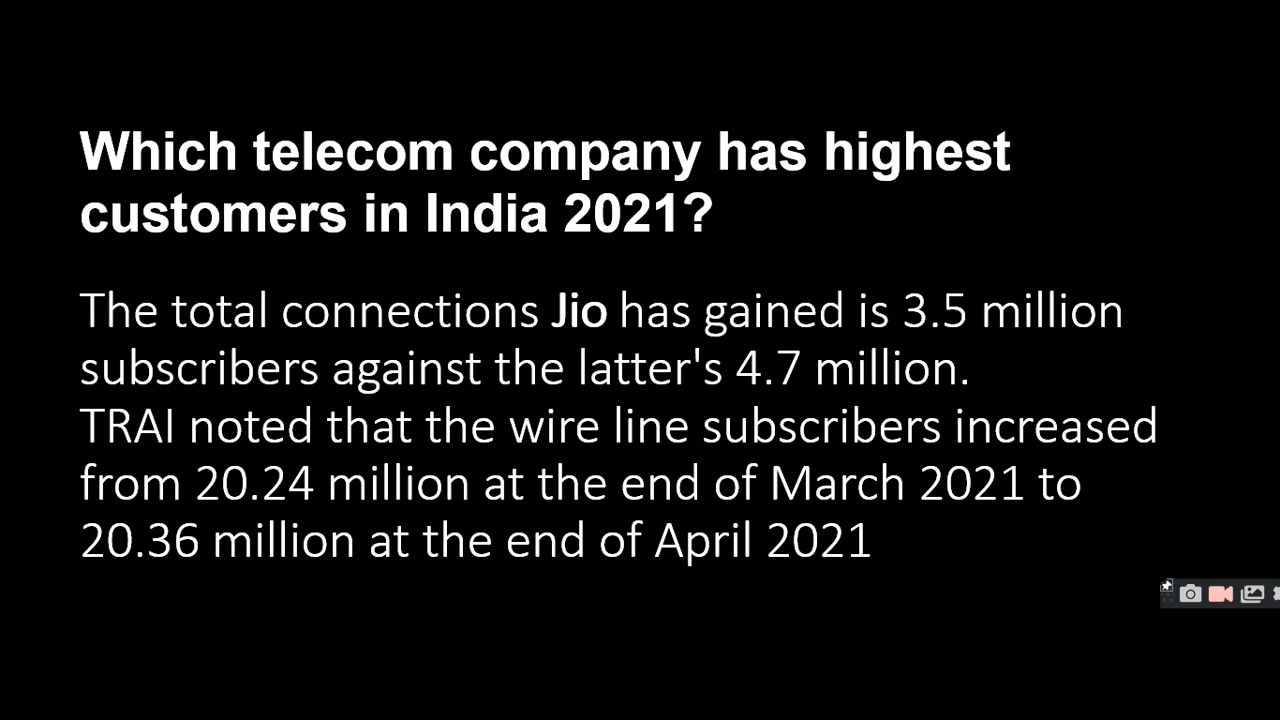 Which telecom company has highest
customers in India 2021?
The total connections Jio has gained is 3.5 million
subscribers against the latter's 4.7 million.
TRAI noted that the wire line subscribers increased
from 20.24 million at the end of March 2021 to
20.36 million at the end of April 2021